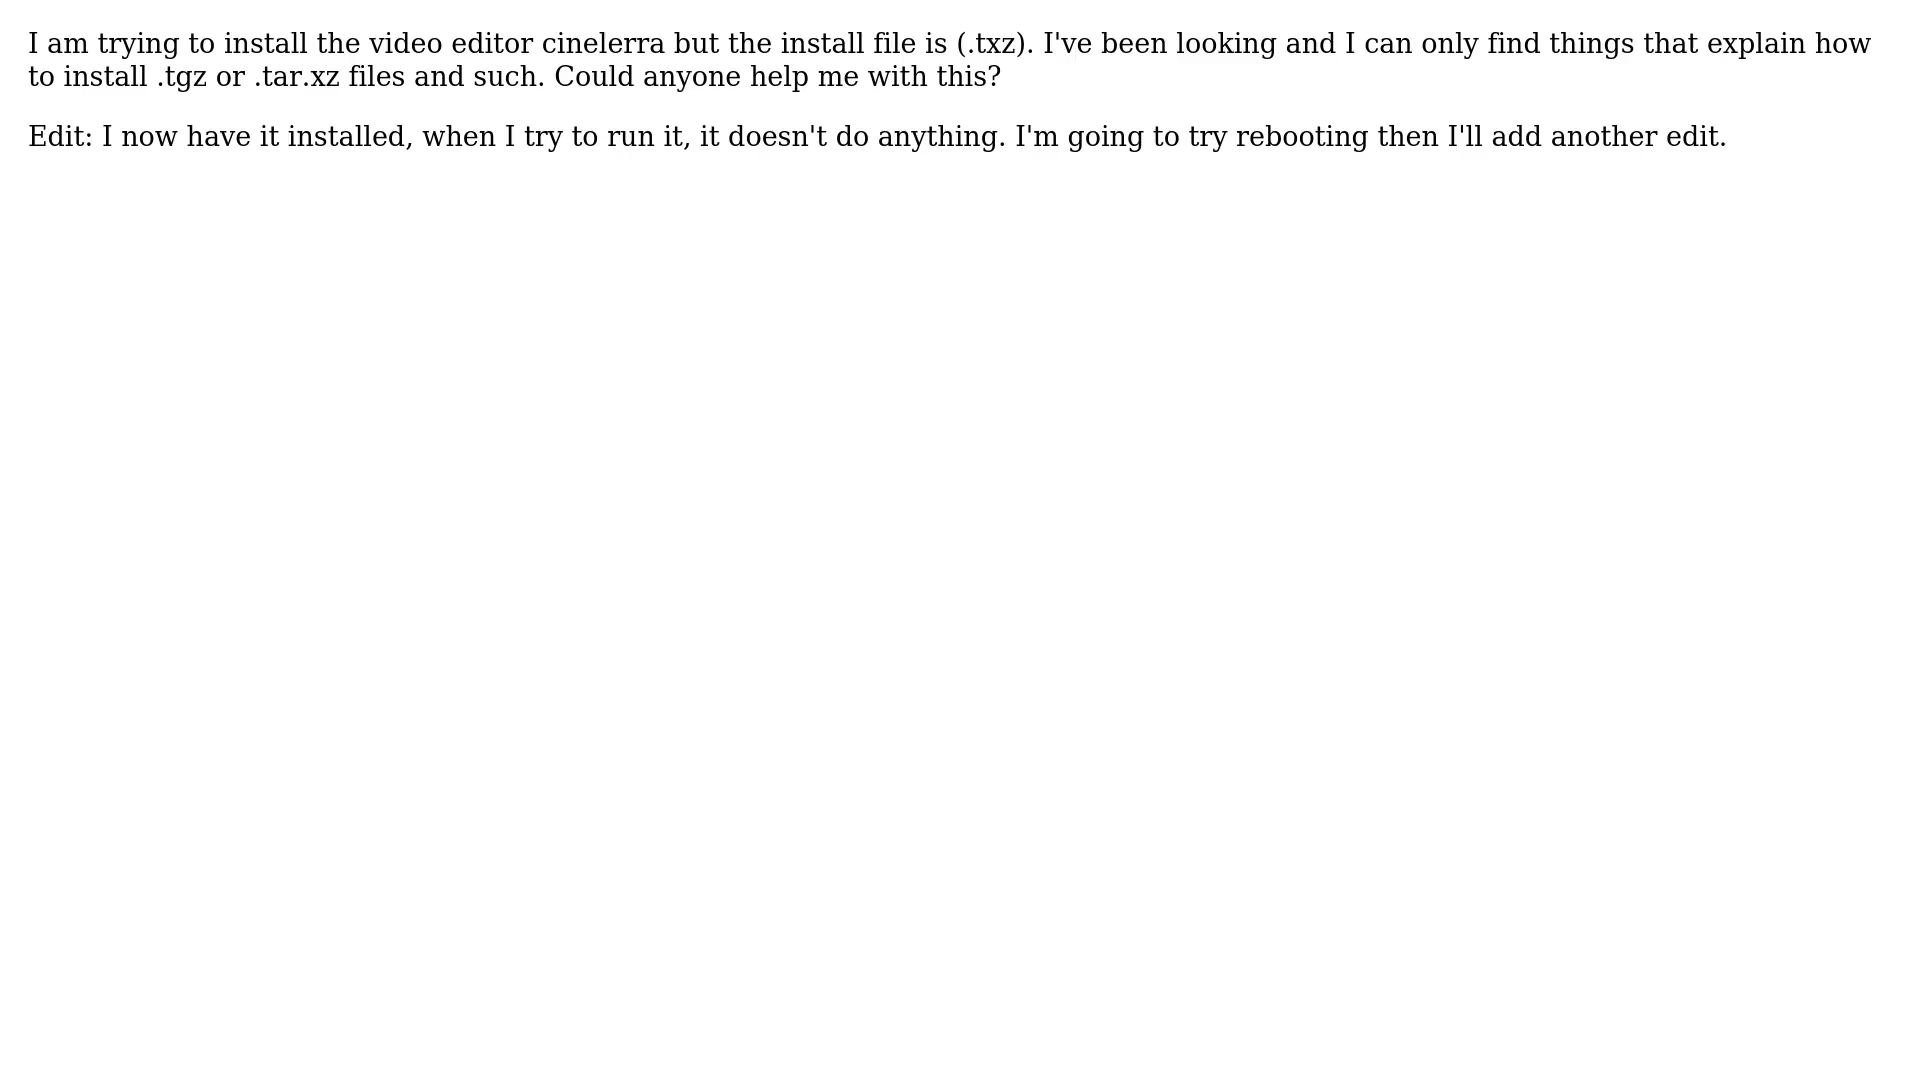 I am trying to install the video editor cinelerra but the install file is (.txz). I've been looking and I can only find things that explain how
to install .tgz or .tar.xz files and such. Could anyone help me with this?
Edit: I now have it installed, when I try to run it, it doesn't do anything. I'm going to try rebooting then I'll add another edit.